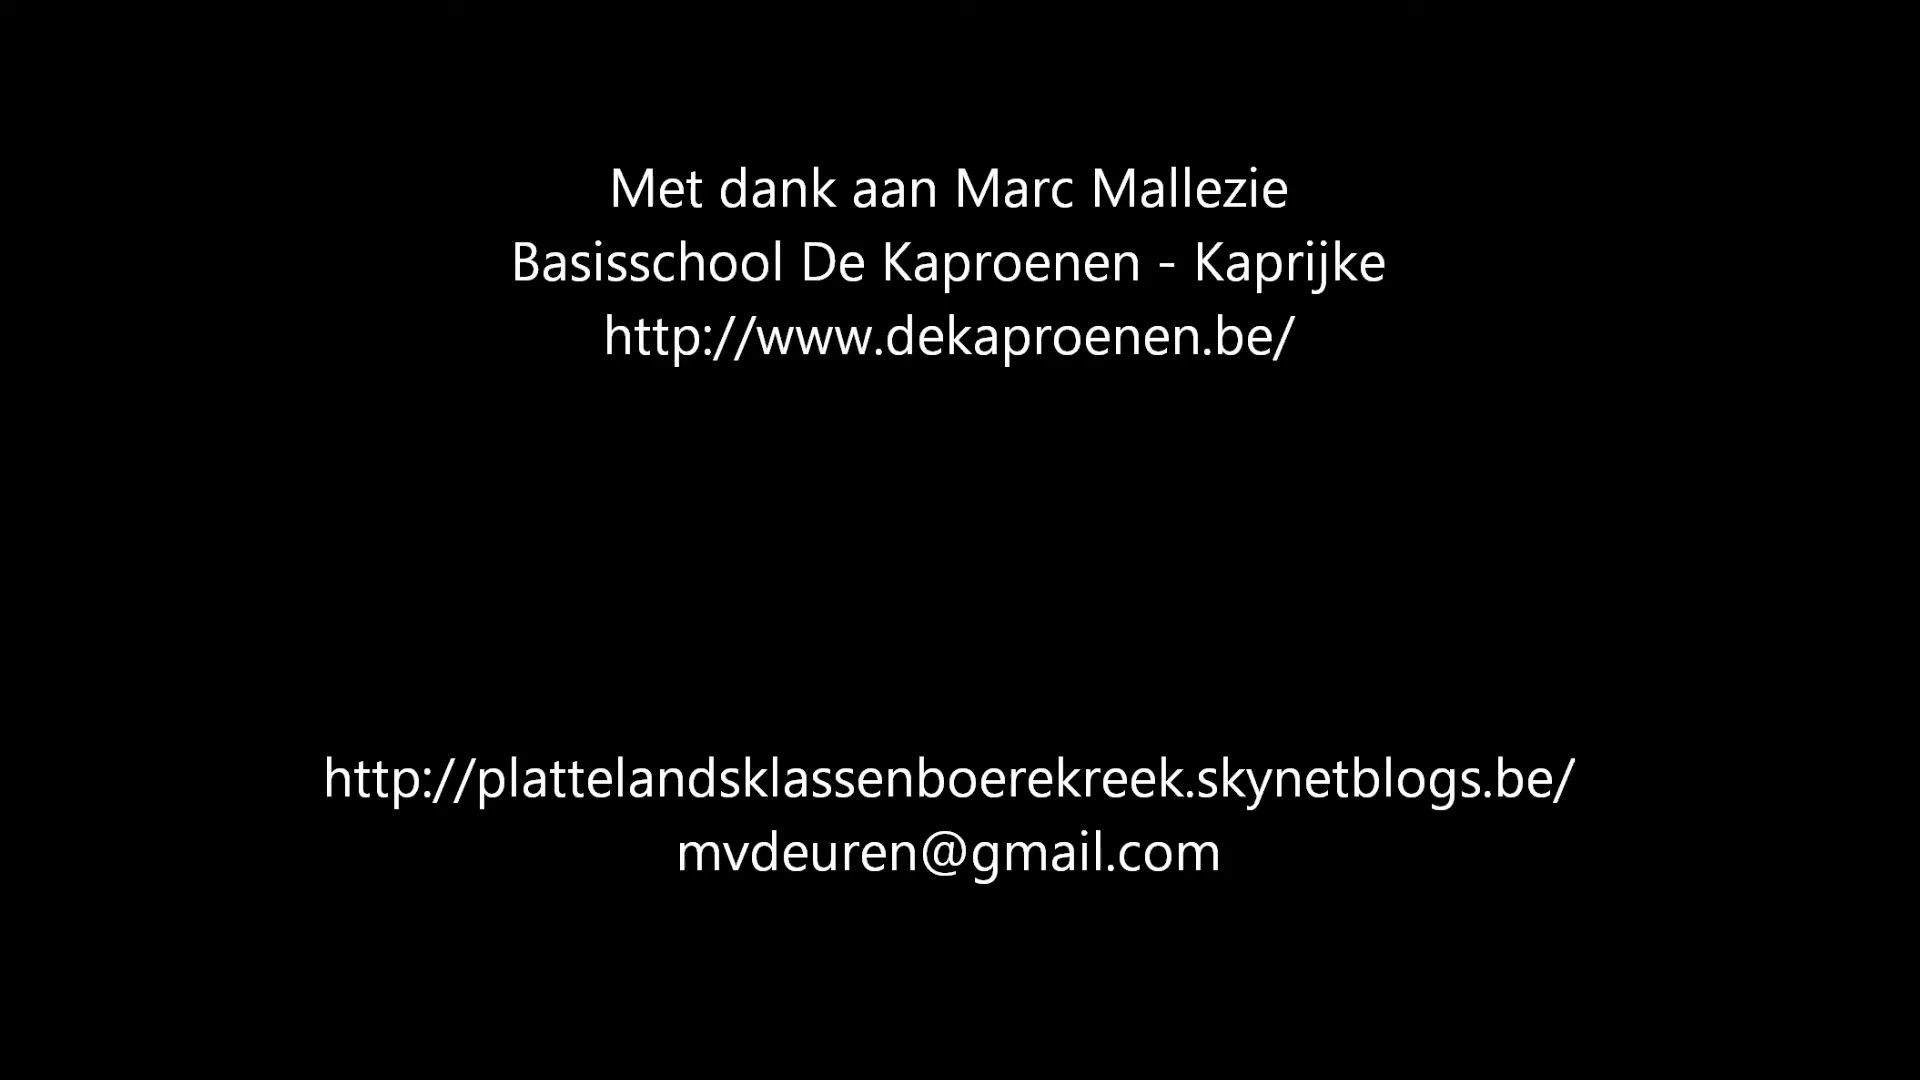 Met dank aan Marc Mallezie
Basisschool De Kaproenen - Kaprijke
http://www.dekaproenen.be/
http://plattelandsklassenboerekreek.skynetblogs.be/
mvdeuren@gmail.com